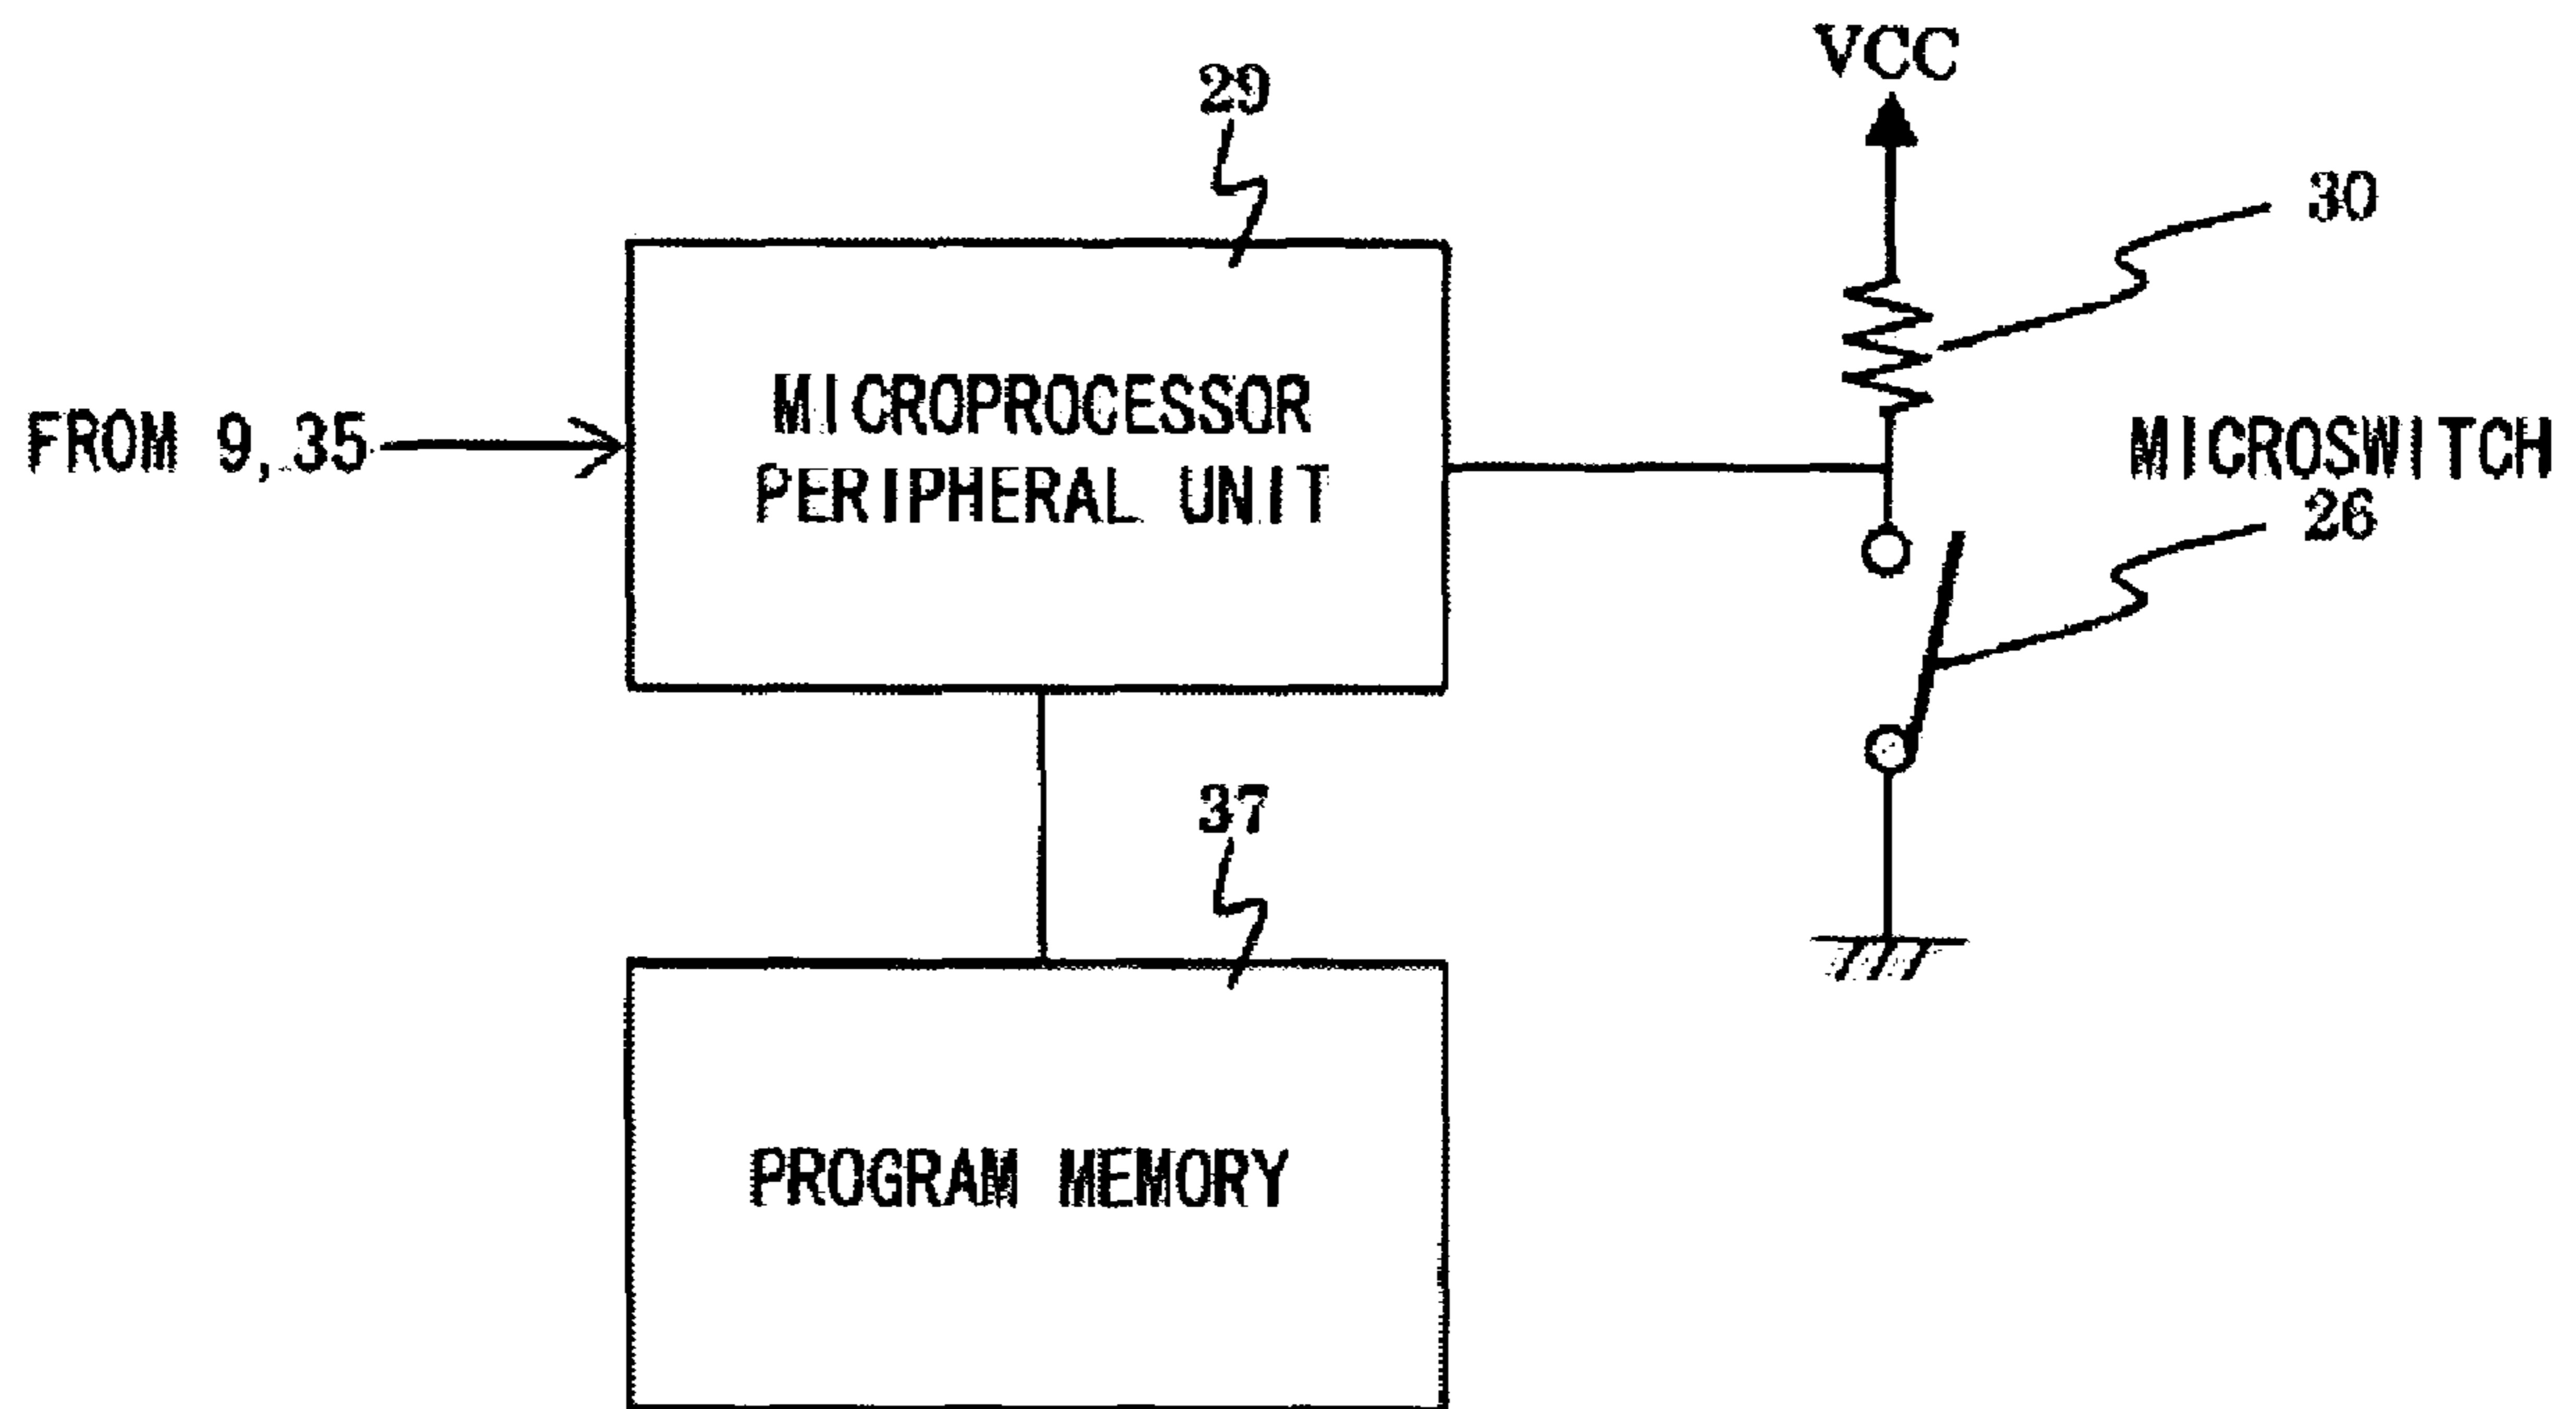 VCC
29
30
MICROPROCESSOR
PERIPHERAL UNIT
FROM 9,35
MICROSWITCH
26
37
PROGRAM MEMORY